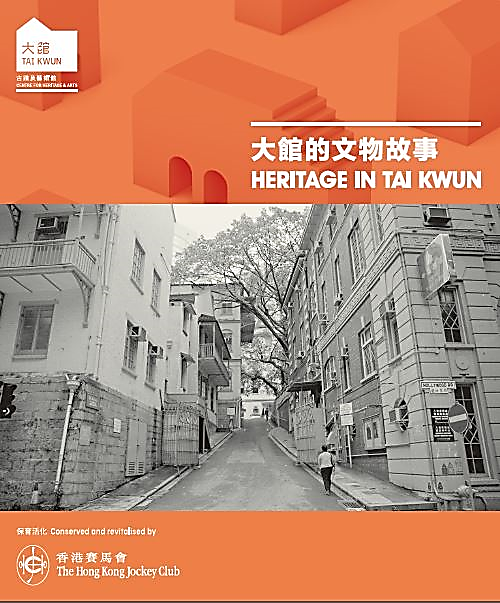 大館
TAI KWUN
古蹟及藝術館
CENTRE FOR HERITAGE & ARTS
大館的文物故事
HERITAGE IN TAI KWUN
HOLLYWOOD RD
保育活化 Conserved and revitalised by
香港賽馬會
The Hong Kong Jockey Club